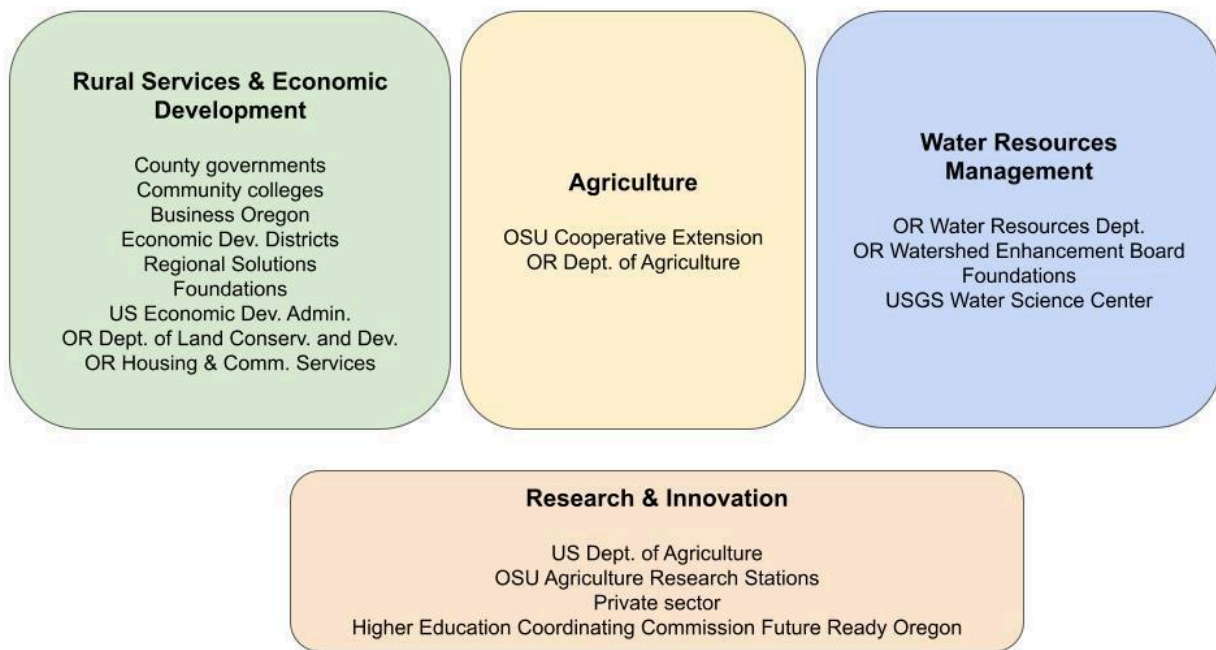 Rural Services & Economic
Development
County governments
Community colleges
Business Oregon
Economic Dev. Districts
Regional Solutions
Foundations
US Economic Dev. Admin.
OR Dept. of Land Conserv. and Dev.
OR Housing & Comm. Services
Agriculture
OSU Cooperative Extension
OR Dept. of Agriculture
Water Resources
Management
OR Water Resources Dept.
OR Watershed Enhancement Board
Foundations
USGS Water Science Center
Research & Innovation
US Dept. of Agriculture
OSU Agriculture Research Stations
Private sector
Higher Education Coordinating Commission Future Ready Oregon